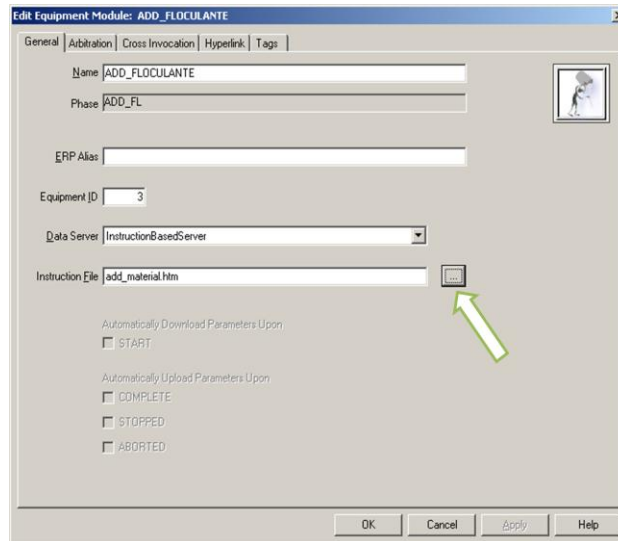 Edit Equipment Module: ADD_FLOCULANTE
General Arbitration Cross Invocation Hyperlink Tags
Name ADD_FLOCULANTE
Phase ADD_FL
ERP Alias
Equipment ID 3
Data Server InstructionBasedServer
Instruction File add_material.htm ...
Automatically Download Parameters Upon
START
Automatically Upload Parameters Upon
COMPLETE
STOPPED
ABORTED
OK Cancel Apply Help